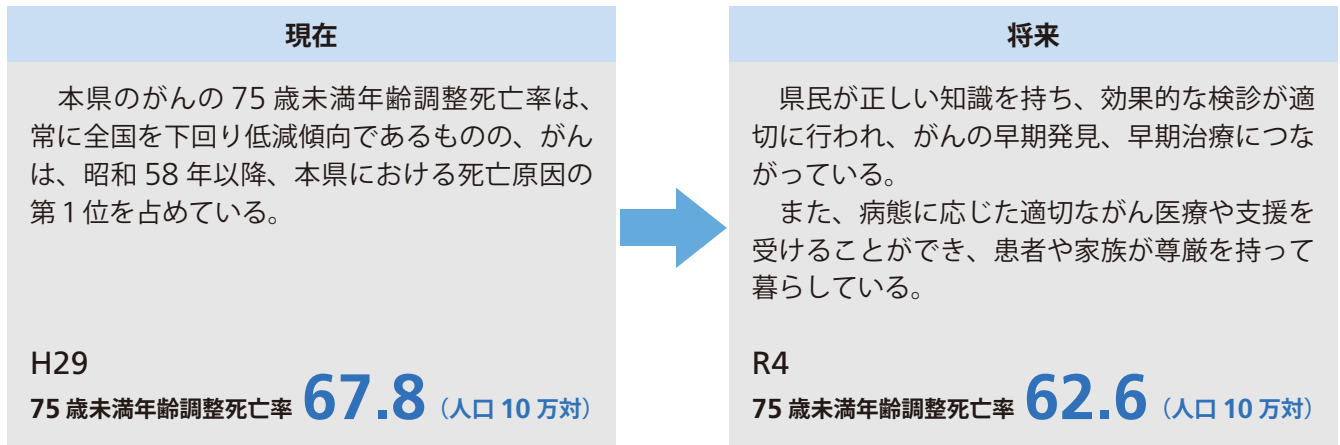 現在
　本県のがんの 75 歳未満年齢調整死亡率は、
常に全国を下回り低減傾向であるものの、がん
は、昭和 58 年以降、本県における死亡原因の
第１位を占めている。
H29
75 歳未満年齢調整死亡率 67.8（人口 10 万対）
将来
　県民が正しい知識を持ち、効果的な検診が適
切に行われ、がんの早期発見、早期治療につな
がっている。
　また、病態に応じた適切ながん医療や支援を
受けることができ、患者や家族が尊厳を持って
暮らしている。
R4
75 歳未満年齢調整死亡率 62.6（人口 10 万対）